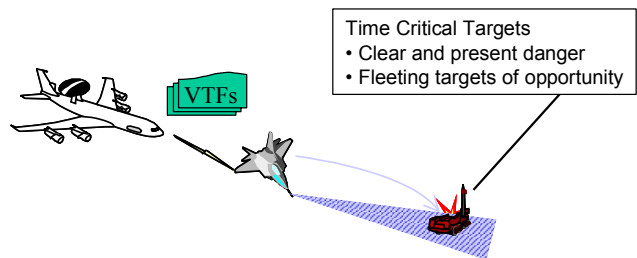 Time Critical Targets
• Clear and present danger
• Fleeting targets of opportunity
VTFs